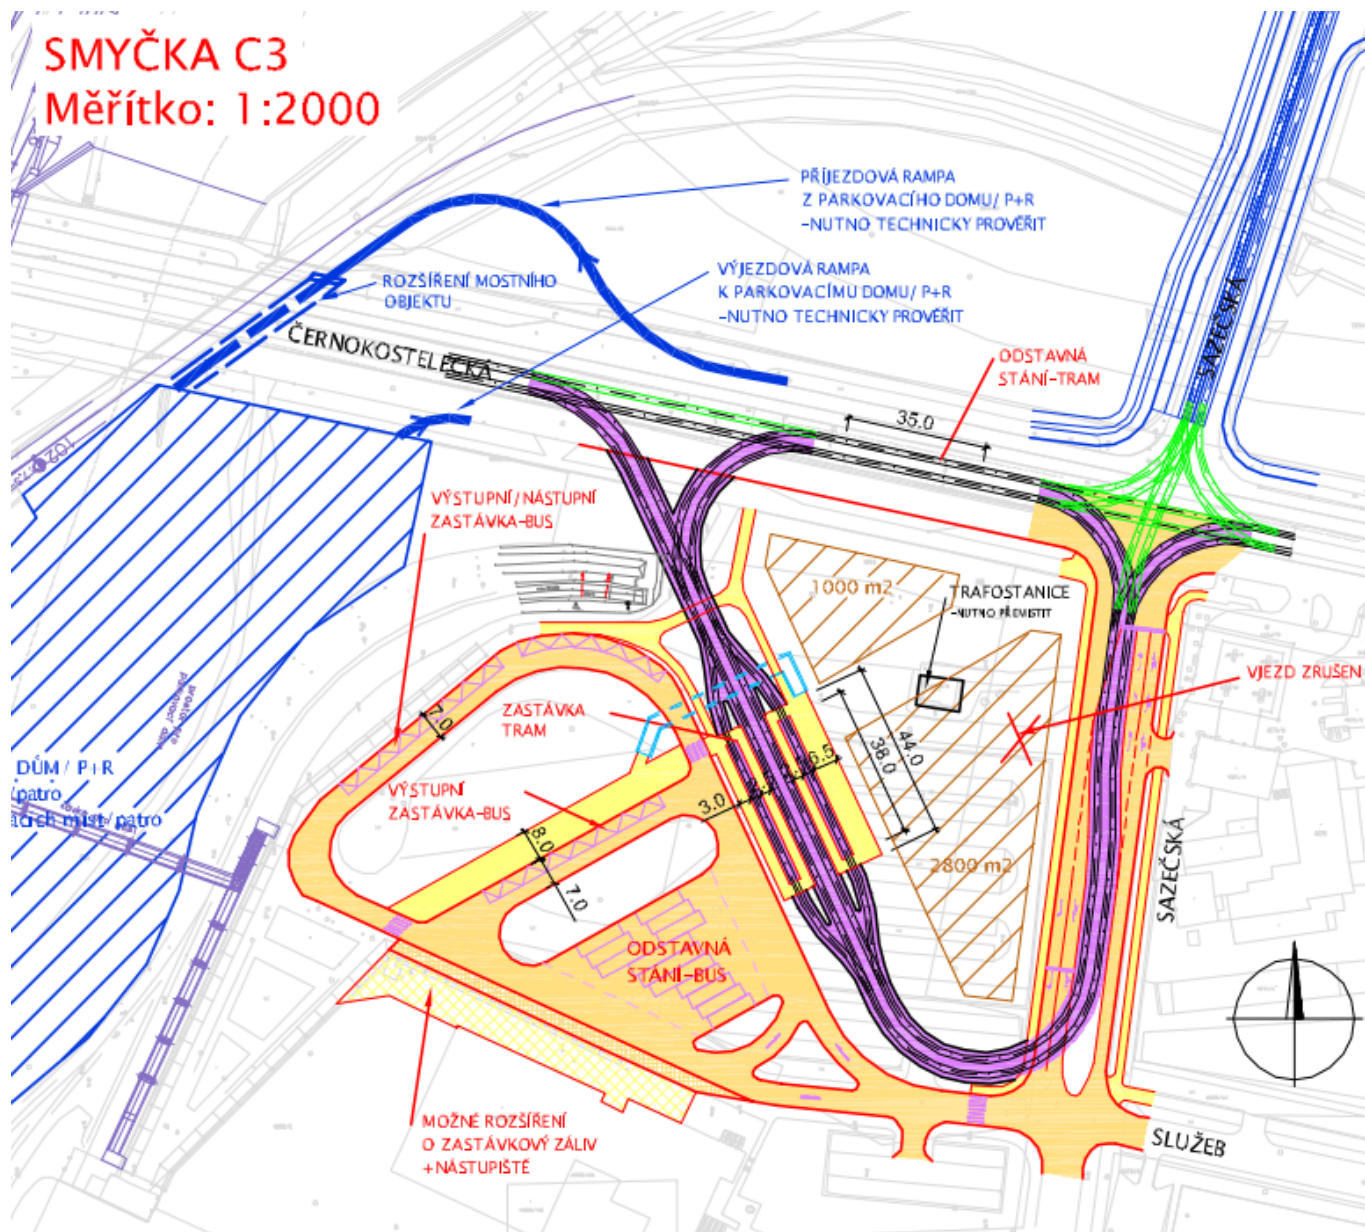 SMYČKA C3
Měřítko: 1:2000
PŘÍJEZDOVÁ RAMPA
Z PARKOVACÍHO DOMU/ P+R
-NUTNO TECHNICKY PROVĚŘIT
VÝJEZDOVÁ RAMPA
K PARKOVACÍMU DOMU/ P+R
-NUTNO TECHNICKY PROVĚŘIT
ROZŠÍŘENÍ MOSTNÍHO
OBJEKTU
SAZEČSKÁ
ČERNOKOSTELECKÁ
ODSTAVNÁ
STÁNÍ-TRAM
35.0
VÝSTUPNÍ/NÁSTUPNÍ
ZASTÁVKA-BUS
1000 m2
TRAFOSTANICE
-NUTNO PŘEMÍSTIT
VJEZD ZRUŠEN
7.0
ZASTÁVKA
TRAM
44.0
38.0
6.5
3.0
DŮM / P+R
patro
míst/patro
VÝSTUPNÍ
ZASTÁVKA-BUS
8.0
7.0
2800 m2
SAZEČSKÁ
ODSTAVNÁ
STÁNÍ-BUS
MOŽNÉ ROZŠÍŘENÍ
O ZASTÁVKOVÝ ZÁLIV
+NÁSTUPIŠTĚ
SLUŽEB